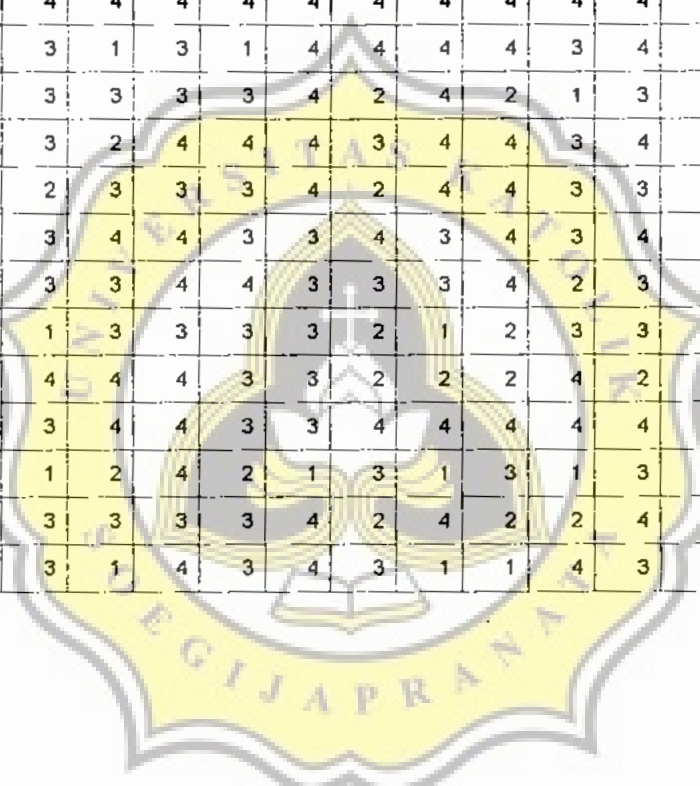 4 4 4 4 4 4 4 4 4 4
3 1 3 1 4 4 4 4 3 4
3 3 3 3 4 2 4 2 1 3
3 2 4 4 4 3 4 4 3 4
2 3 3 3 4 2 4 4 3 3
3 4 4 3 3 4 3 4 3 4
3 3 4 4 3 3 3 4 2 3
1 3 3 3 3 2 1 2 3 3
4 4 4 3 3 2 2 2 4 2
3 4 4 3 3 4 4 4 4 4
1 2 4 2 1 3 1 3 1 3
3 3 3 3 4 2 4 2 2 4
3 1 4 3 4 3 1 1 4 3
UNIVERSITAS KATOLIK
SOEGIJAPRANATA